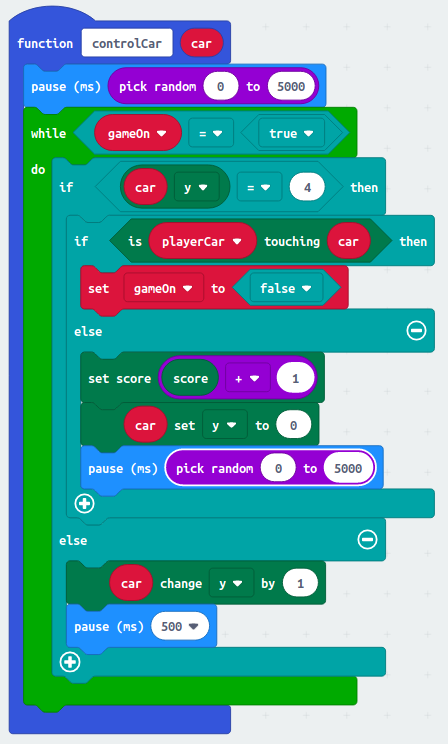 function controlCar car
pause (ms) pick random 0 to 5000
while gameOn = true
do
if car y = 4 then
if is playerCar touching car then
set gameOn to false
else
set score score + 1
car set y to 0
pause (ms) pick random 0 to 5000
else
car change y by 1
pause (ms) 500